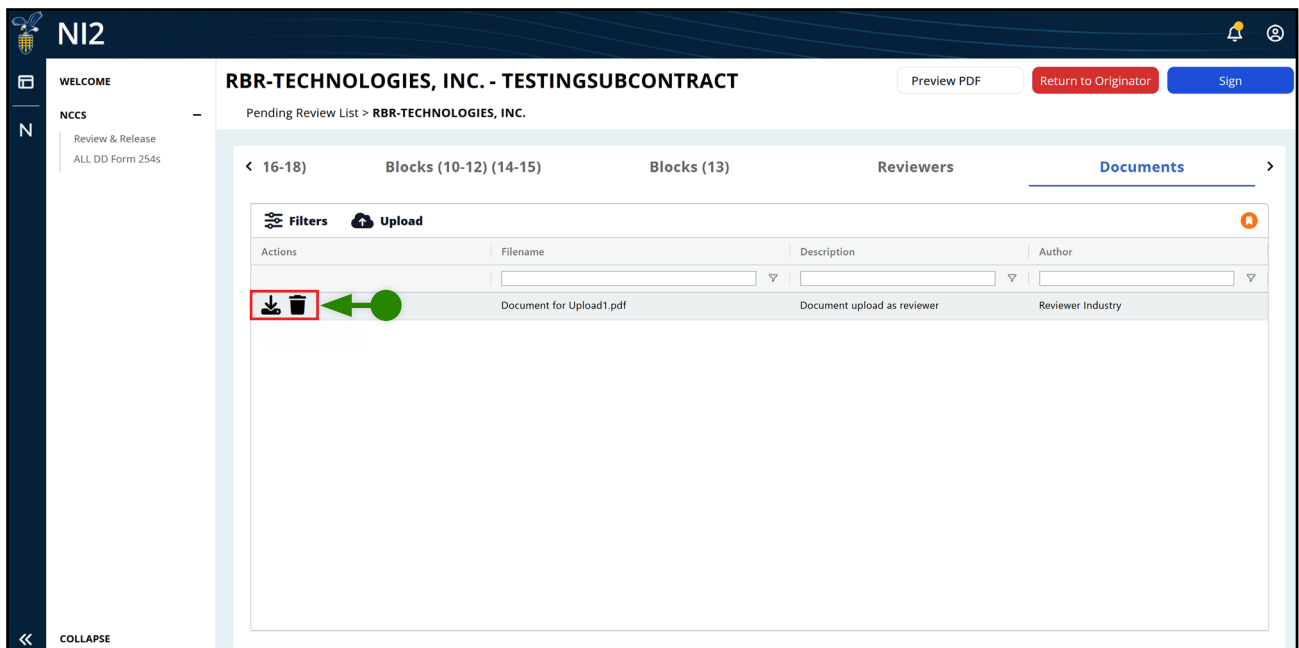 NI2
WELCOME
NCCS
Review & Release
ALL DD Form 254s
N
COLLAPSE
RBR-TECHNOLOGIES, INC. - TESTINGSUBCONTRACT
Preview PDF
Return to Originator
Sign
Pending Review List > RBR-TECHNOLOGIES, INC.
16-18)
Blocks (10-12) (14-15)
Blocks (13)
Reviewers
Documents
Filters
Upload
Actions
Filename
Description
Author
Document for Upload1.pdf
Document upload as reviewer
Reviewer Industry